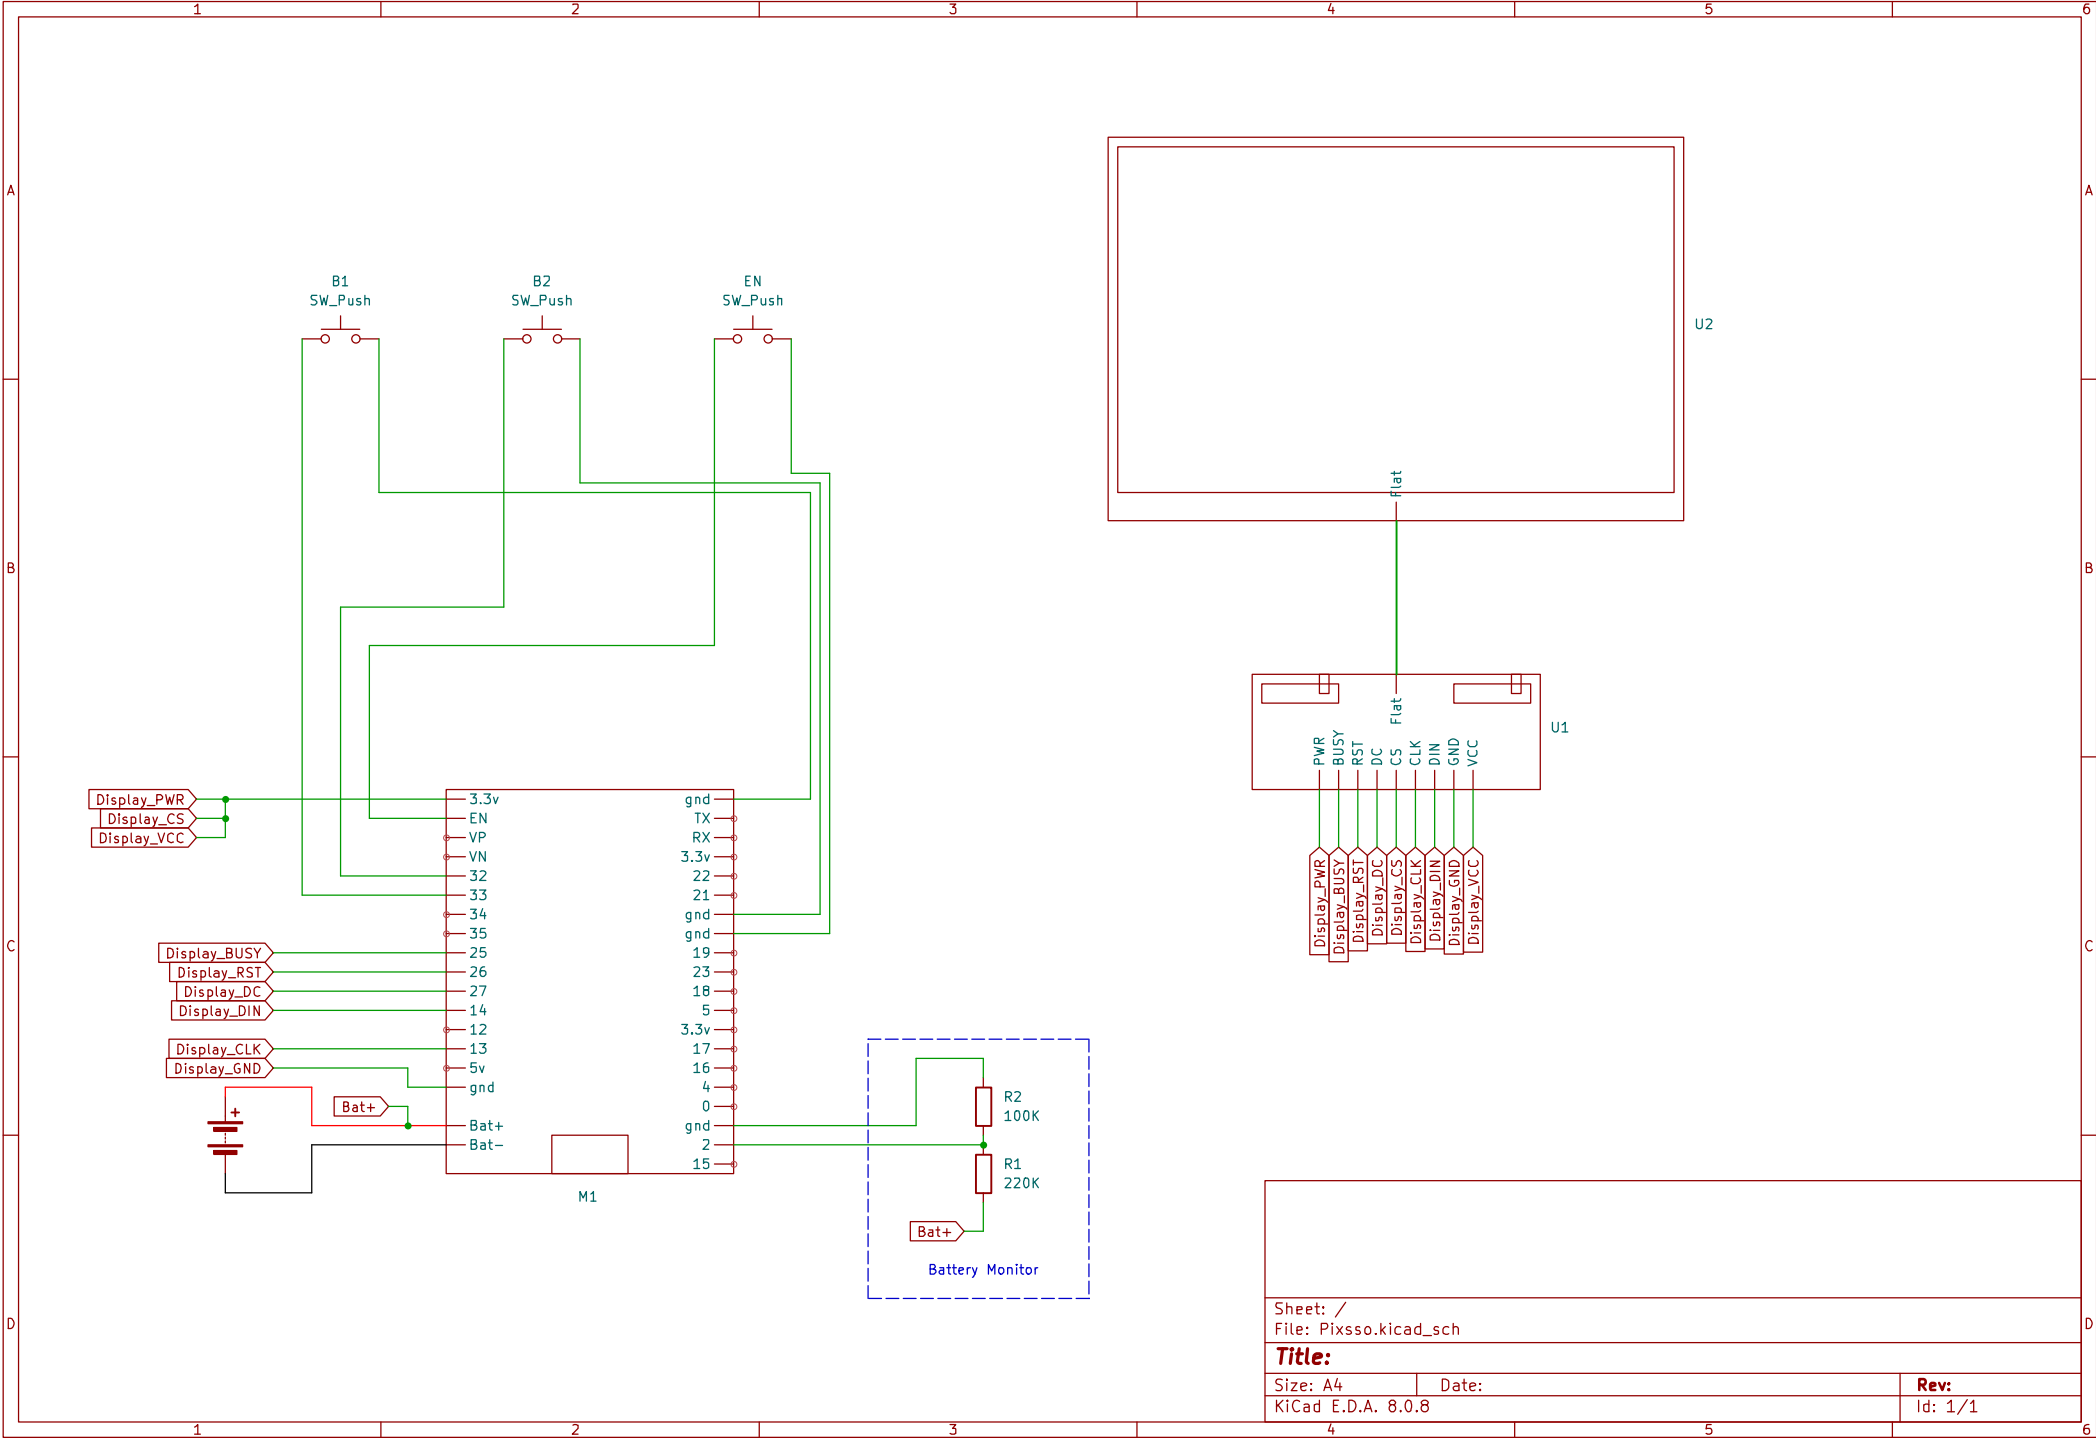 1 2 3 4 5 6
A A
B B
C C
D D
B1
SW_Push
B2
SW_Push
EN
SW_Push
U2
Flat
Flat
U1
PWR
BUSY
RST
DC
CS
CLK
DIN
GND
VCC
Display_PWR
Display_BUSY
Display_RST
Display_DC
Display_CS
Display_CLK
Display_DIN
Display_GND
Display_VCC
Display_PWR
Display_CS
Display_VCC
Display_BUSY
Display_RST
Display_DC
Display_DIN
Display_CLK
Display_GND
Bat+
+
3.3v
EN
VP
VN
32
33
34
35
25
26
27
14
12
13
5v
gnd
Bat+
Bat-
gnd
TX
RX
3.3v
22
21
gnd
gnd
19
23
18
5
3.3v
17
16
4
0
gnd
2
15
M1
R2
100K
R1
220K
Bat+
Battery Monitor
Sheet: /
File: Pixsso.kicad_sch
Title:
Size: A4 Date: Rev:
KiCad E.D.A. 8.0.8 Id: 1/1
1 2 3 4 5 6